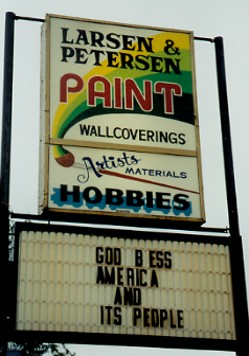 LARSEN &
PETERSEN
PAINT
WALLCOVERINGS
Artists
MATERIALS
HOBBIES
GOD B ESS
AMERICA
AND
ITS PEOPLE